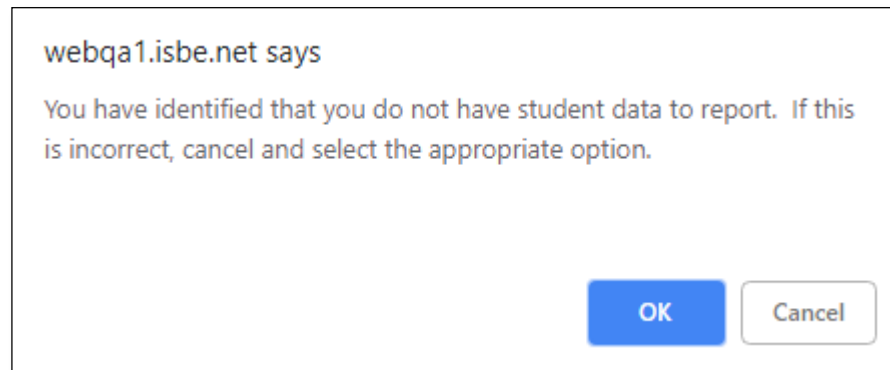 webqa1.isbe.net says
You have identified that you do not have student data to report.  If this
is incorrect, cancel and select the appropriate option.
OK
Cancel